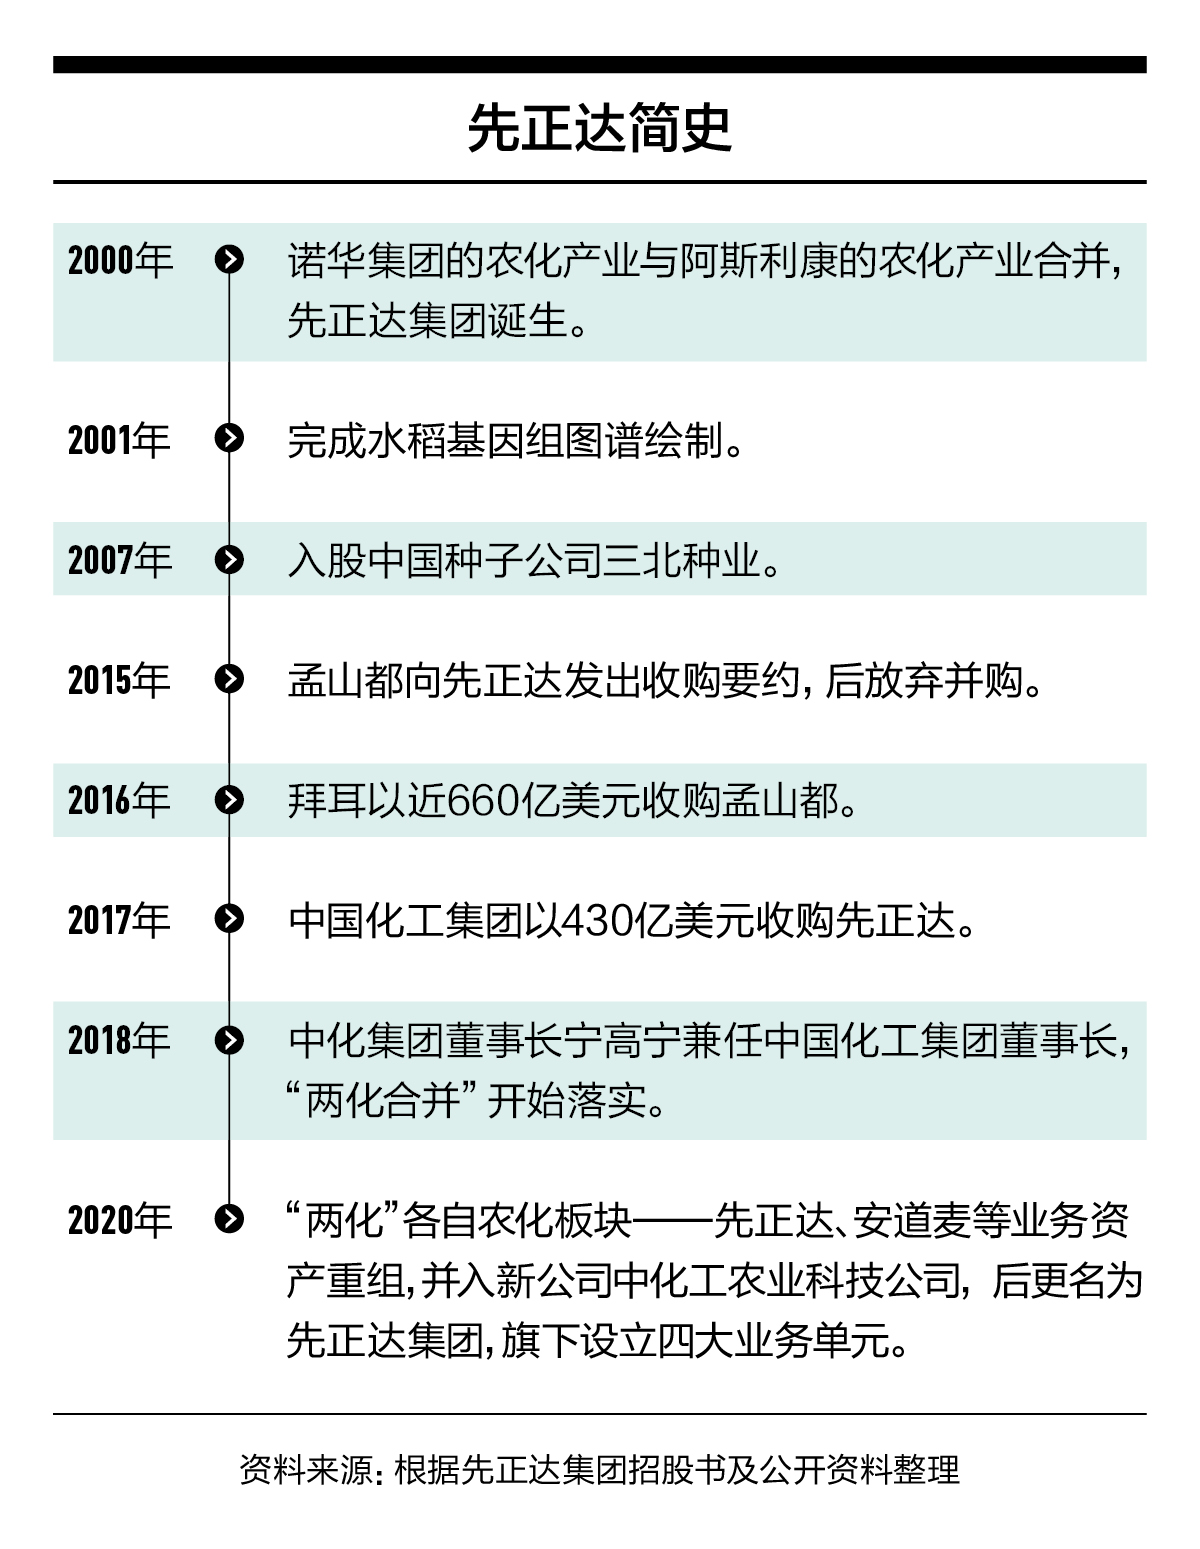 先正达简史
2000年 诺华集团的农化产业与阿斯利康的农化产业合并，
先正达集团诞生。
2001年 完成水稻基因组图谱绘制。
2007年 入股中国种子公司三北种业。
2015年 孟山都向先正达发出收购要约，后放弃并购。
2016年 拜耳以近660亿美元收购孟山都。
2017年 中国化工集团以430亿美元收购先正达。
2018年 中化集团董事长宁高宁兼任中国化工集团董事长，
“两化合并”开始落实。
2020年 “两化”各自农化板块——先正达、安道麦等业务资
产重组，并入新公司中化工农业科技公司，后更名为
先正达集团，旗下设立四大业务单元。
资料来源：根据先正达集团招股书及公开资料整理